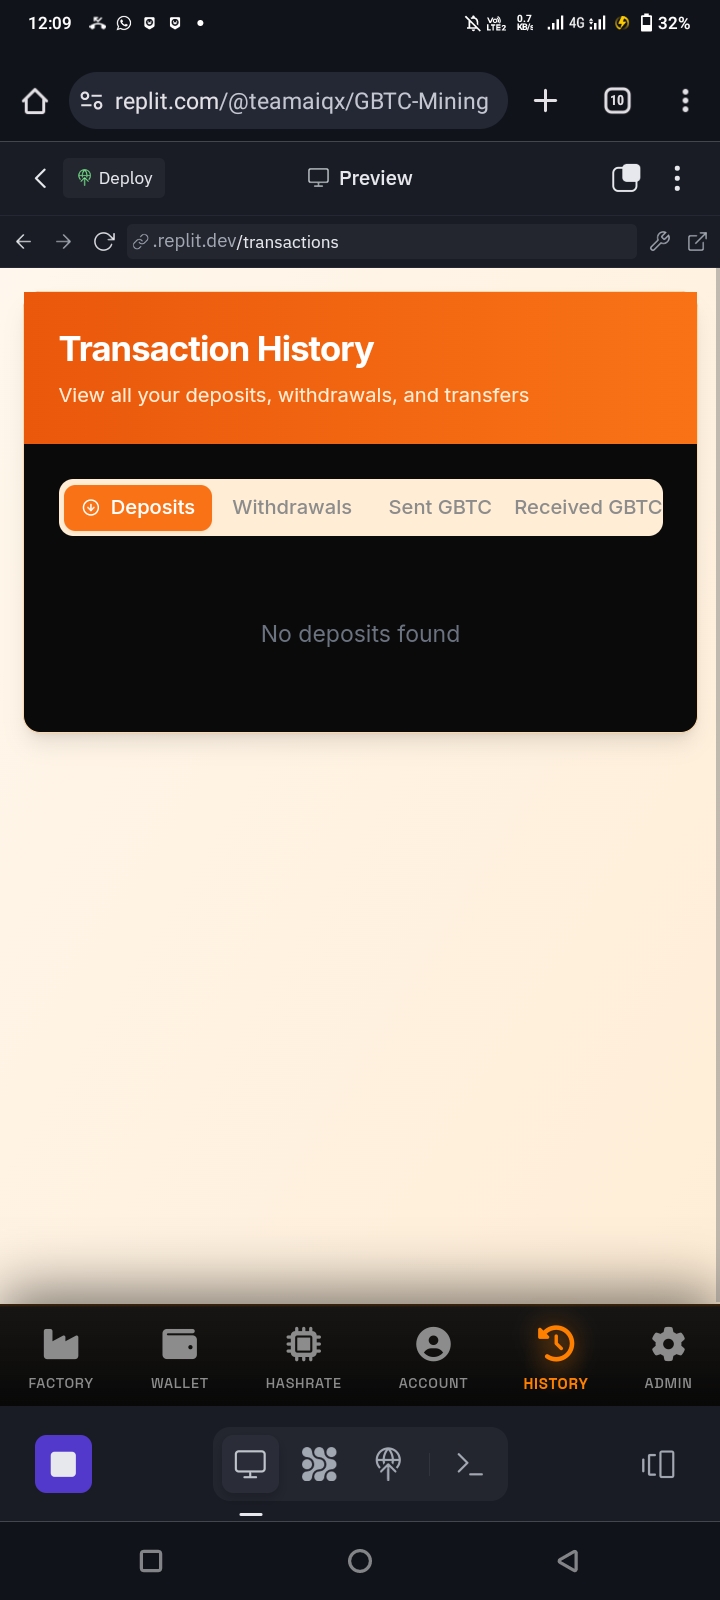 12:09
Vo))
LTE2
0.7
KB/s
4G
32%
replit.com/@teamaiqx/GBTC-Mining
10
Deploy
Preview
.replit.dev/transactions
Transaction History
View all your deposits, withdrawals, and transfers
Deposits Withdrawals Sent GBTC Received GBTC
No deposits found
FACTORY WALLET HASHRATE ACCOUNT HISTORY ADMIN